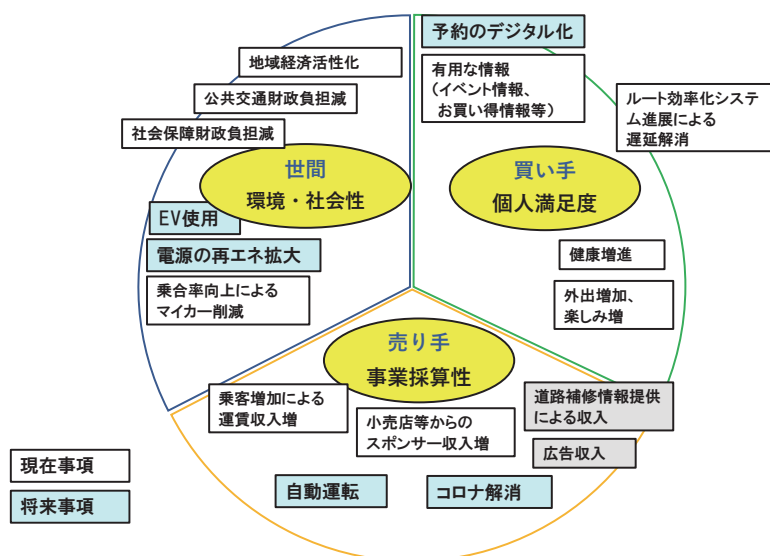 予約のデジタル化
地域経済活性化
公共交通財政負担減
社会保障財政負担減
世間
環境・社会性
EV使用
電源の再エネ拡大
乗合率向上による
マイカー削減
有用な情報
(イベント情報、
お買い得情報等)
ルート効率化システ
ム進展による
遅延解消
買い手
個人満足度
健康増進
外出増加、
楽しみ増
売り手
事業採算性
乗客増加による
運賃収入増
小売店等からの
スポンサー収入増
道路補修情報提供
による収入
広告収入
自動運転
コロナ解消
現在事項
将来事項